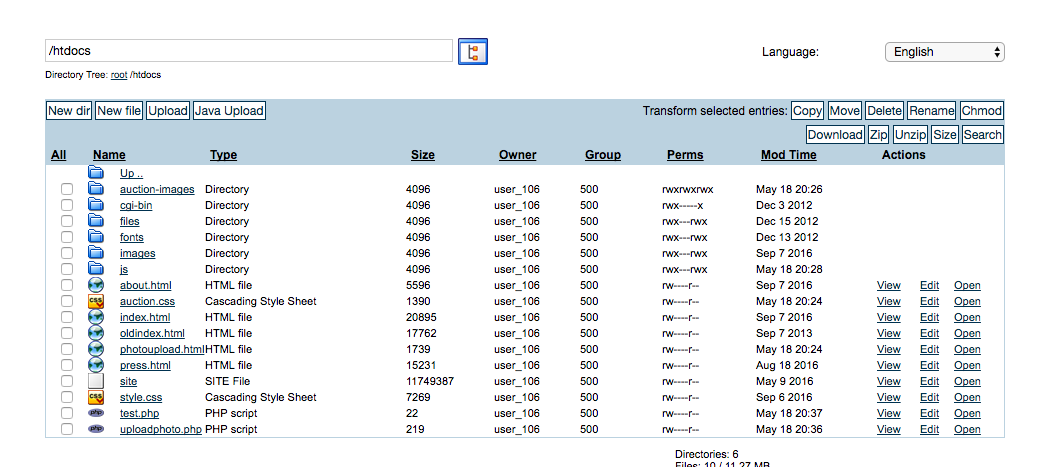 /htdocs Language: English
Directory Tree: root /htdocs
New dir New file Upload Java Upload Transform selected entries: Copy Move Delete Rename Chmod
Download Zip Unzip Size Search
All Name Type Size Owner Group Perms Mod Time Actions
Up ..
auction-images Directory 4096 user_106 500 rwxrwxrwx May 18 20:26
cgi-bin Directory 4096 user_106 500 rwx-----x Dec 3 2012
files Directory 4096 user_106 500 rwx---rwx Dec 15 2012
fonts Directory 4096 user_106 500 rwx---rwx Dec 13 2012
images Directory 4096 user_106 500 rwx---rwx Sep 7 2016
js Directory 4096 user_106 500 rwx---rwx May 18 20:28
about.html HTML file 5596 user_106 500 rw----r-- Sep 7 2016 View Edit Open
CSS auction.css Cascading Style Sheet 1390 user_106 500 rw----r-- May 18 20:24 View Edit Open
index.html HTML file 20895 user_106 500 rw----r-- Sep 7 2016 View Edit Open
oldindex.html HTML file 17762 user_106 500 rw----r-- Sep 7 2013 View Edit Open
photoupload.html HTML file 1739 user_106 500 rw----r-- May 18 20:24 View Edit Open
press.html HTML file 15231 user_106 500 rw----r-- Aug 18 2016 View Edit Open
site SITE File 11749387 user_106 500 rw----r-- May 9 2016 View Edit Open
CSS style.css Cascading Style Sheet 7269 user_106 500 rw----r-- Sep 6 2016 View Edit Open
php test.php PHP script 22 user_106 500 rw----r-- May 18 20:37 View Edit Open
php uploadphoto.php PHP script 219 user_106 500 rw----r-- May 18 20:36 View Edit Open
Directories: 6
Files: 10 / 11.27 MB